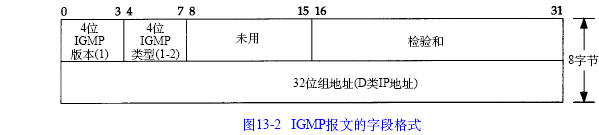 0 3 4 7 8 15 16 31
4位 4位
IGMP IGMP 未用 检验和
版本(1) 类型(1-2)
8字节
32位组地址(D类IP地址)
图13-2 IGMP报文的字段格式